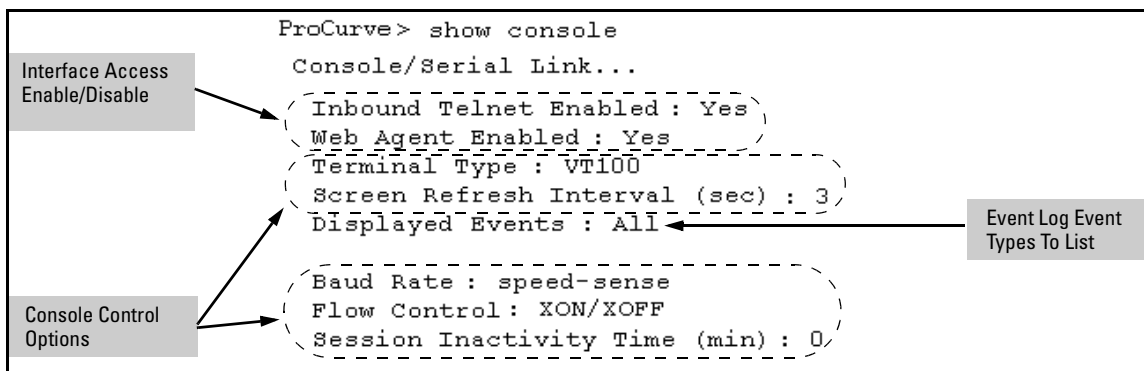 ProCurve> show console
Console/Serial Link...
Interface Access
Enable/Disable
Inbound Telnet Enabled : Yes
Web Agent Enabled : Yes
Terminal Type : VT100
Screen Refresh Interval (sec) : 3
Displayed Events : All
Event Log Event
Types To List
Baud Rate : speed-sense
Flow Control : XON/XOFF
Session Inactivity Time (min) : 0
Console Control
Options